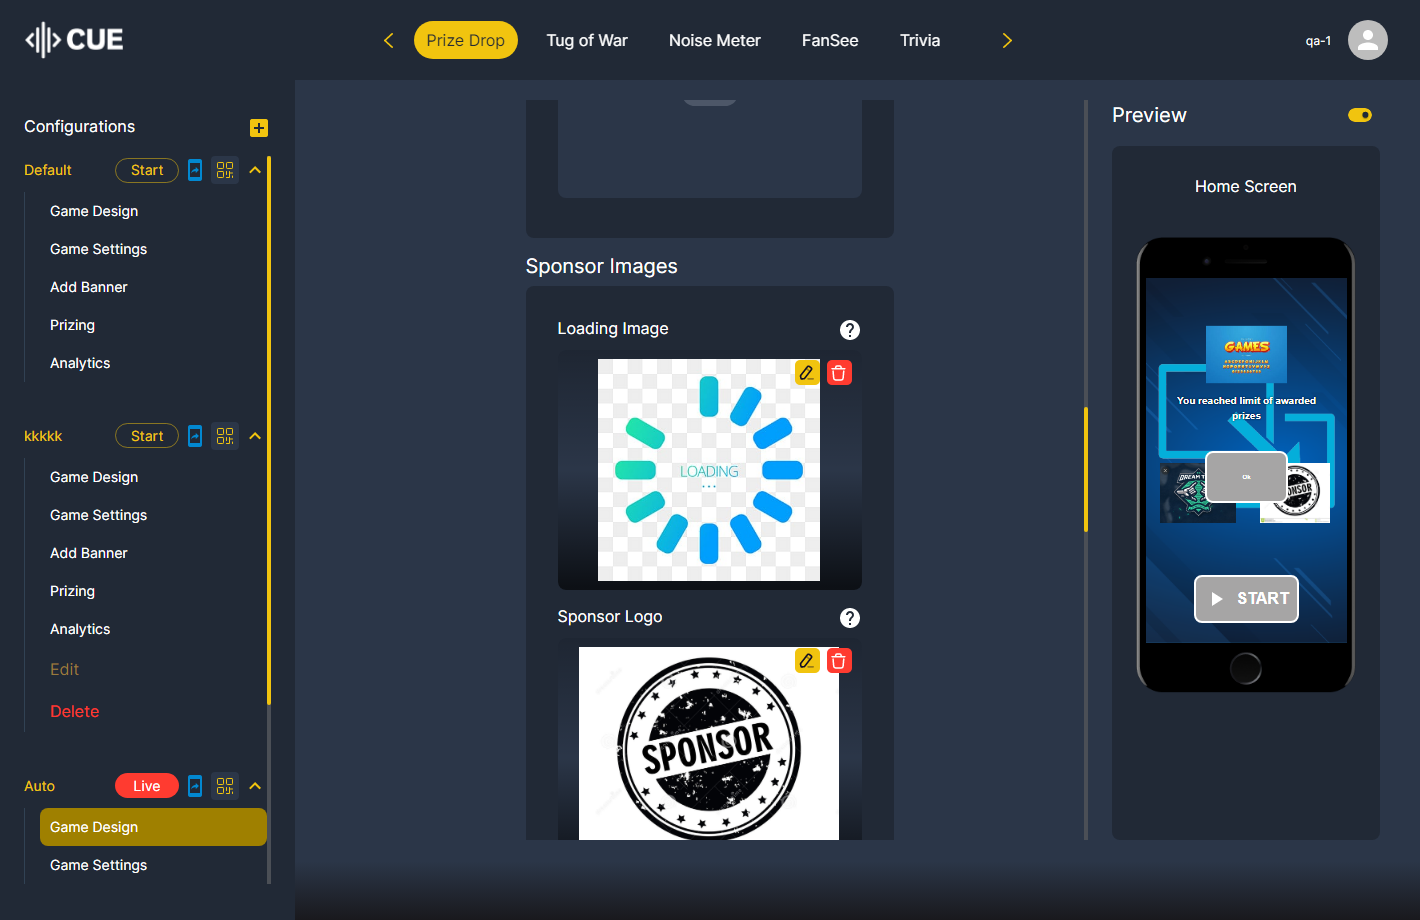 CUE
Prize Drop
Tug of War
Noise Meter
FanSee
Trivia
qa-1
Configurations
Default
Start
Game Design
Game Settings
Add Banner
Prizing
Analytics
kkkkk
Start
Game Design
Game Settings
Add Banner
Prizing
Analytics
Edit
Delete
Auto
Live
Game Design
Game Settings
Sponsor Images
Loading Image
LOADING
...
Sponsor Logo
SPONSOR
Preview
Home Screen
GAMES
You reached limit of awarded
prizes
DREAM T
Ok
SPONSOR
START